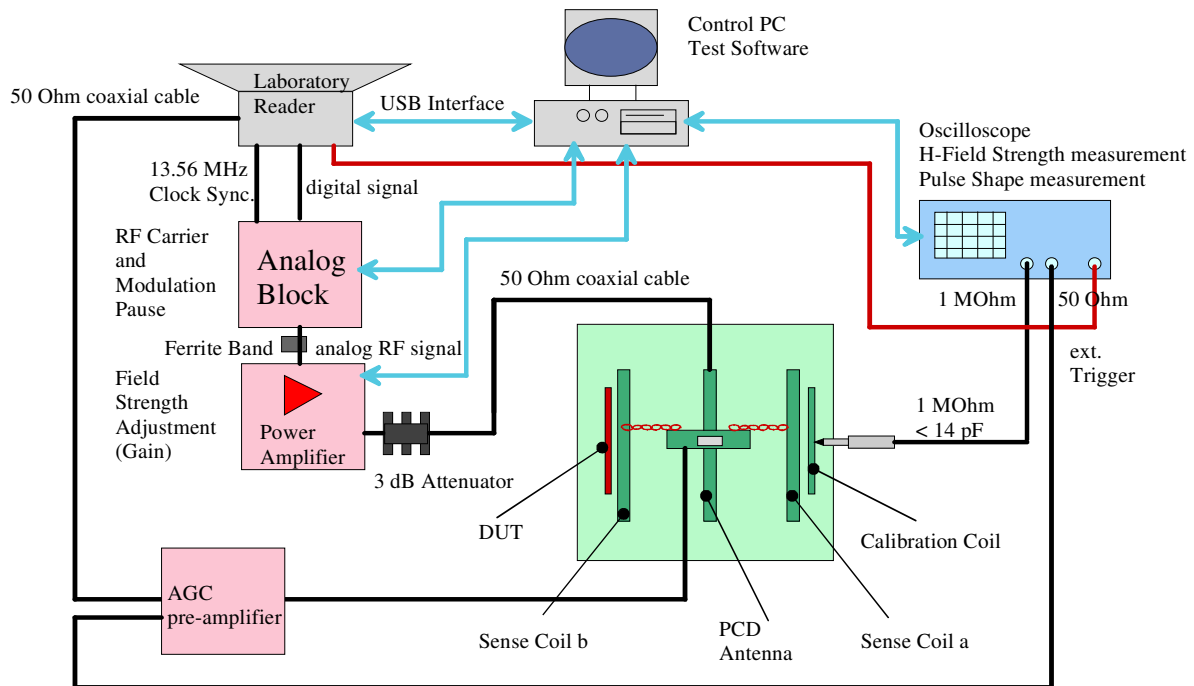 Control PC
Test Software
Laboratory
Reader
50 Ohm coaxial cable
USB Interface
Oscilloscope
H-Field Strength measurement
Pulse Shape measurement
13.56 MHz
Clock Sync.
digital signal
RF Carrier
and
Modulation
Pause
Analog
Block
50 Ohm coaxial cable
1 MOhm
50 Ohm
Ferrite Band
analog RF signal
ext.
Trigger
Field
Strength
Adjustment
(Gain)
Power
Amplifier
1 MOhm
< 14 pF
3 dB Attenuator
DUT
Calibration Coil
AGC
pre-amplifier
Sense Coil b
PCD
Antenna
Sense Coil a